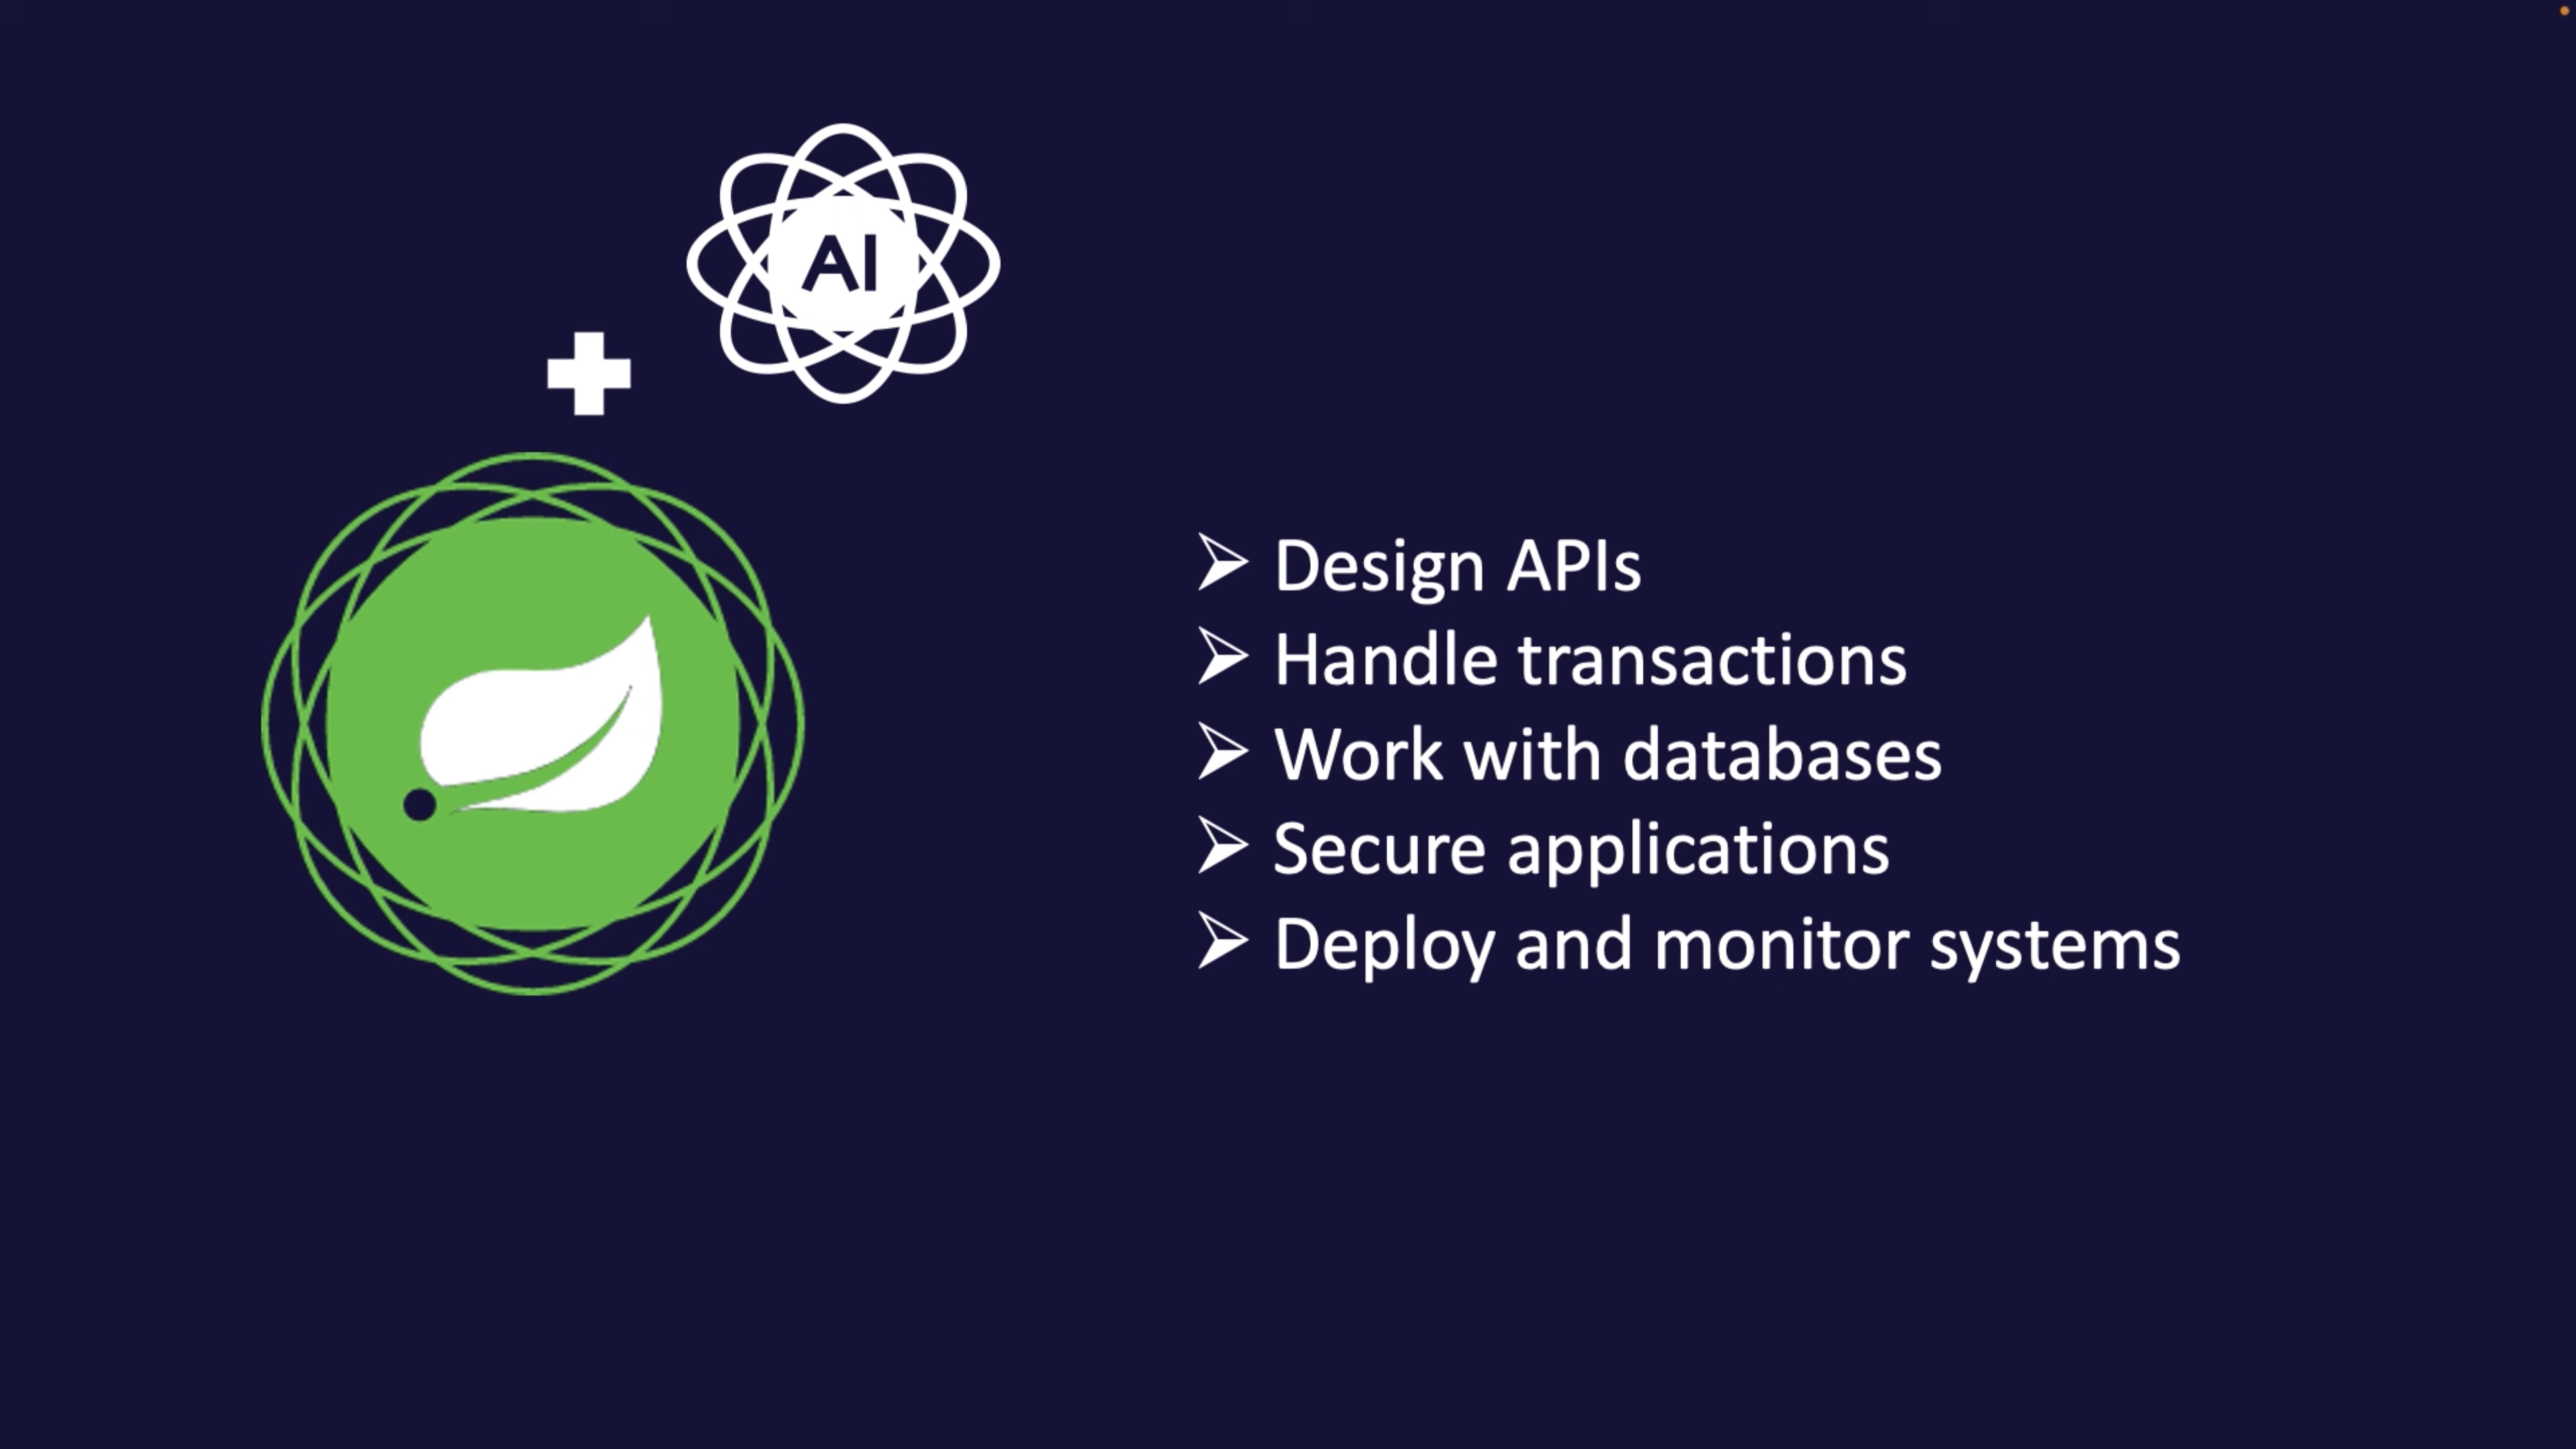 AI
Design APIs
Handle transactions
Work with databases
Secure applications
Deploy and monitor systems